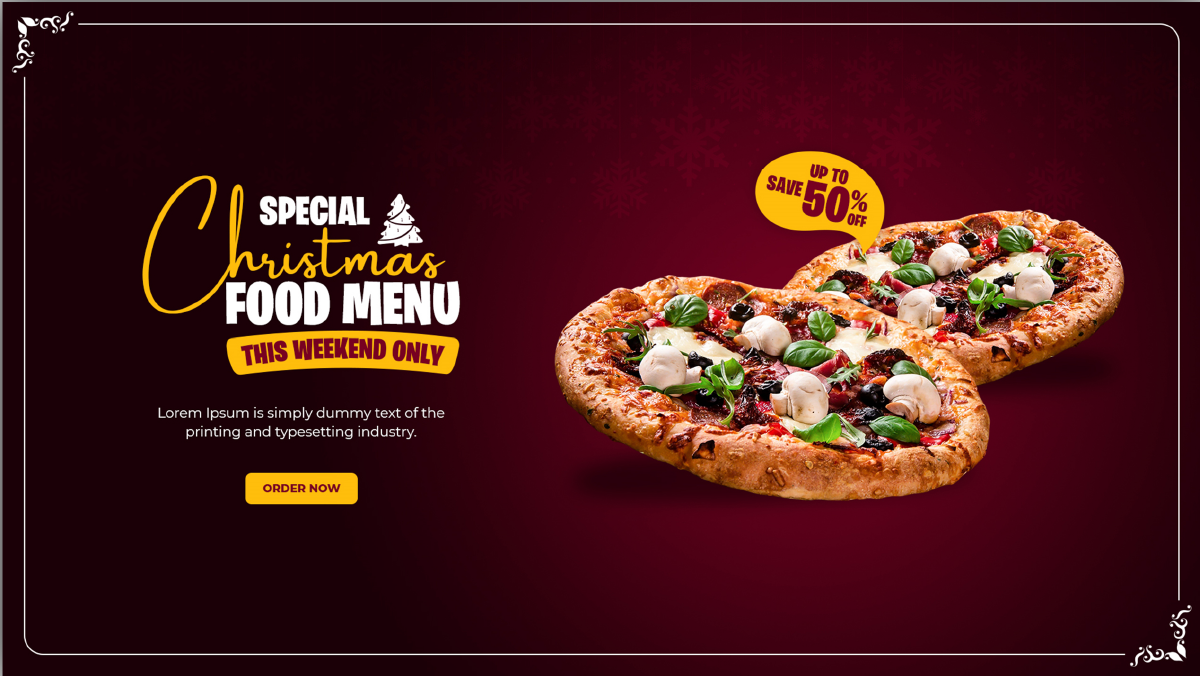 SPECIAL
Christmas
FOOD MENU
THIS WEEKEND ONLY
Lorem Ipsum is simply dummy text of the
printing and typesetting industry.
ORDER NOW
UP TO
SAVE 50%
OFF